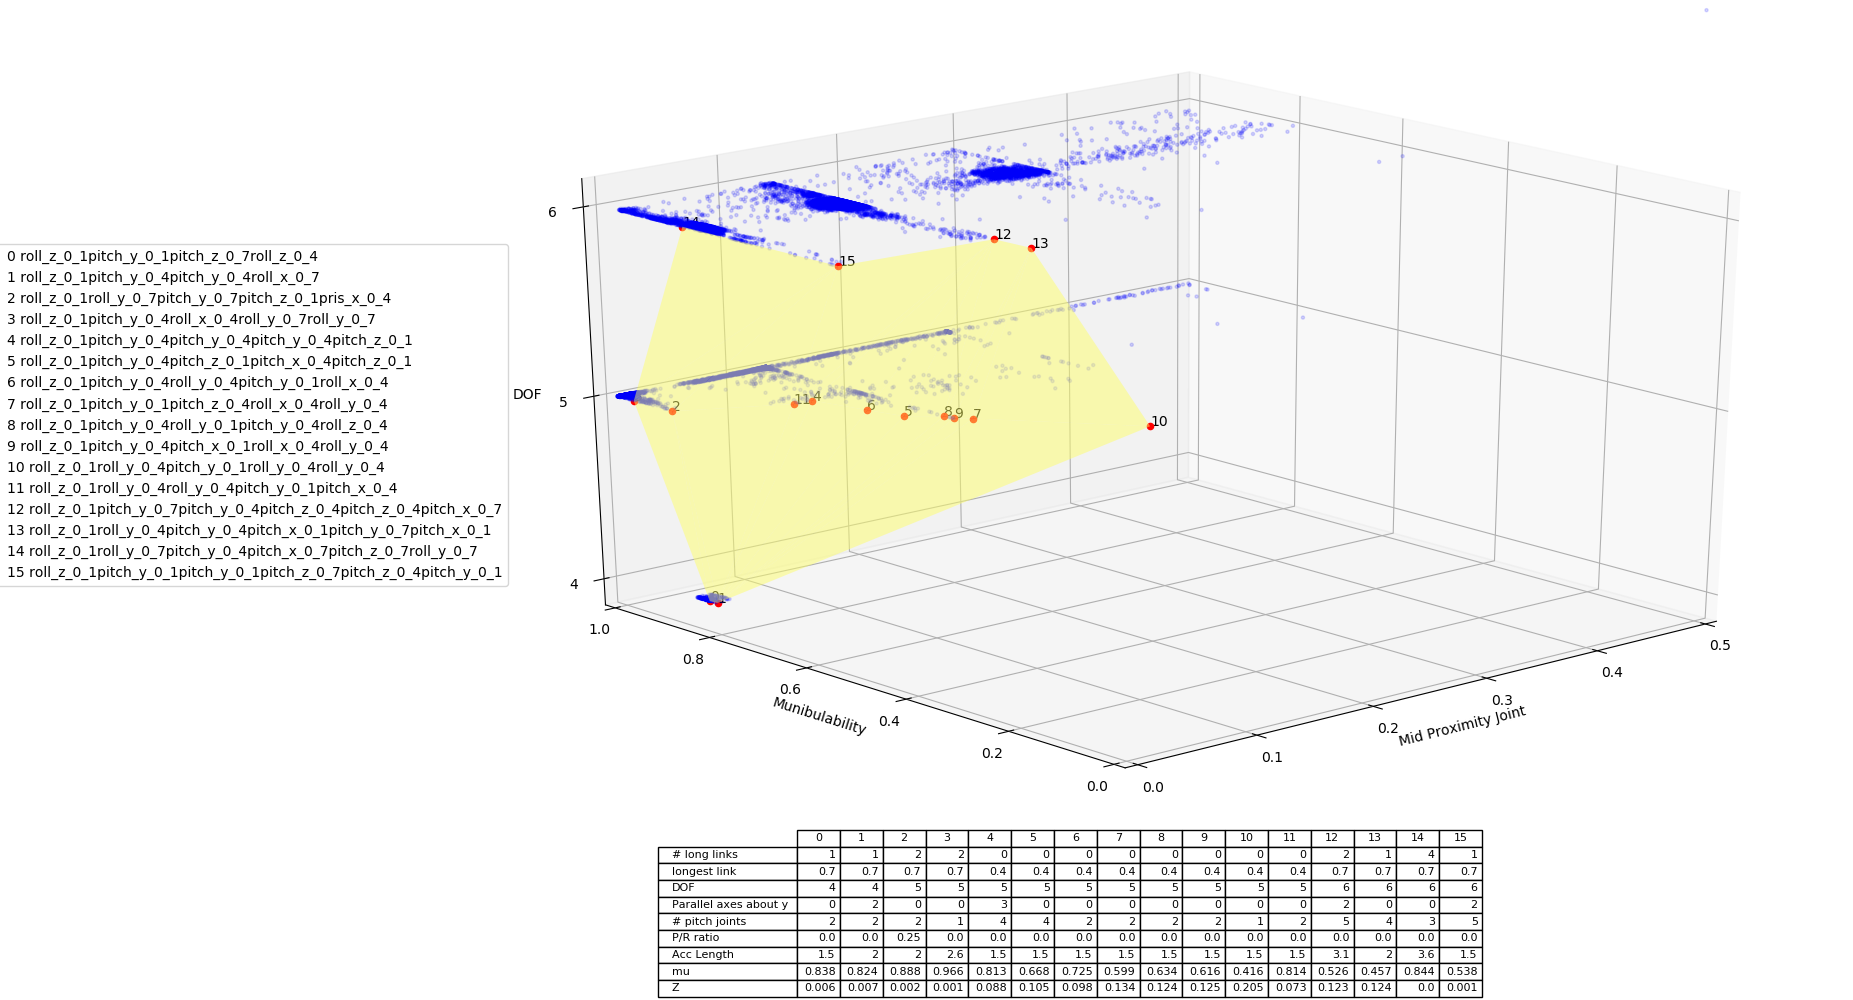 0 roll_z_0_1pitch_y_0_1pitch_z_0_7roll_z_0_4
1 roll_z_0_1pitch_y_0_4pitch_y_0_4roll_x_0_7
2 roll_z_0_1roll_y_0_7pitch_y_0_7pitch_z_0_1pris_x_0_4
3 roll_z_0_1pitch_y_0_4roll_x_0_4roll_y_0_7roll_y_0_7
4 roll_z_0_1pitch_y_0_4pitch_y_0_4pitch_y_0_4pitch_z_0_1
5 roll_z_0_1pitch_y_0_4pitch_z_0_1pitch_x_0_4pitch_z_0_1
6 roll_z_0_1pitch_y_0_4roll_y_0_4pitch_y_0_1roll_x_0_4
7 roll_z_0_1pitch_y_0_1pitch_z_0_4roll_x_0_4roll_y_0_4
8 roll_z_0_1pitch_y_0_4roll_y_0_1pitch_y_0_4roll_z_0_4
9 roll_z_0_1pitch_y_0_4pitch_x_0_1roll_x_0_4roll_y_0_4
10 roll_z_0_1roll_y_0_4pitch_y_0_1roll_y_0_4roll_y_0_4
11 roll_z_0_1roll_y_0_4roll_y_0_4pitch_y_0_1pitch_x_0_4
12 roll_z_0_1pitch_y_0_7pitch_y_0_4pitch_z_0_4pitch_z_0_4pitch_x_0_7
13 roll_z_0_1roll_y_0_4pitch_y_0_4pitch_x_0_1pitch_y_0_7pitch_x_0_1
14 roll_z_0_1roll_y_0_7pitch_y_0_4pitch_x_0_7pitch_z_0_7roll_y_0_7
15 roll_z_0_1pitch_y_0_1pitch_y_0_1pitch_z_0_7pitch_z_0_4pitch_y_0_1
DOF
6
5
4
14
15
12
13
2
11
4
6
5
8
9
7
10
1
1.0
0.8
0.6
0.4
0.2
0.0
Munibulability
0.0
0.1
0.2
0.3
0.4
0.5
Mid Proximity Joint
0 1 2 3 4 5 6 7 8 9 10 11 12 13 14 15
# long links 1 1 2 2 0 0 0 0 0 0 0 0 2 1 4 1
longest link 0.7 0.7 0.7 0.7 0.4 0.4 0.4 0.4 0.4 0.4 0.4 0.4 0.7 0.7 0.7 0.7
DOF 4 4 5 5 5 5 5 5 5 5 5 5 6 6 6 6
Parallel axes about y 0 2 0 0 3 0 0 0 0 0 0 0 2 0 0 2
# pitch joints 2 2 2 1 4 4 2 2 2 2 1 2 5 4 3 5
P/R ratio 0.0 0.0 0.25 0.0 0.0 0.0 0.0 0.0 0.0 0.0 0.0 0.0 0.0 0.0 0.0 0.0
Acc Length 1.5 2 2 2.6 1.5 1.5 1.5 1.5 1.5 1.5 1.5 1.5 3.1 2 3.6 1.5
mu 0.838 0.824 0.888 0.966 0.813 0.668 0.725 0.599 0.634 0.616 0.416 0.814 0.526 0.457 0.844 0.538
Z 0.006 0.007 0.002 0.001 0.088 0.105 0.098 0.134 0.124 0.125 0.205 0.073 0.123 0.124 0.0 0.001